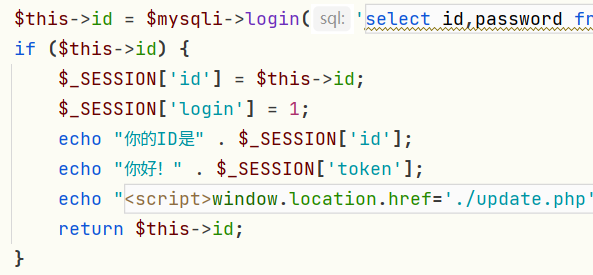 $this->id = $mysqli->login( sql: 'select id,password fr
if ($this->id) {
$_SESSION['id'] = $this->id;
$_SESSION['login'] = 1;
echo "你的ID是" . $_SESSION['id'];
echo "你好！" . $_SESSION['token'];
echo "<script>window.location.href='./update.php'
return $this->id;
}